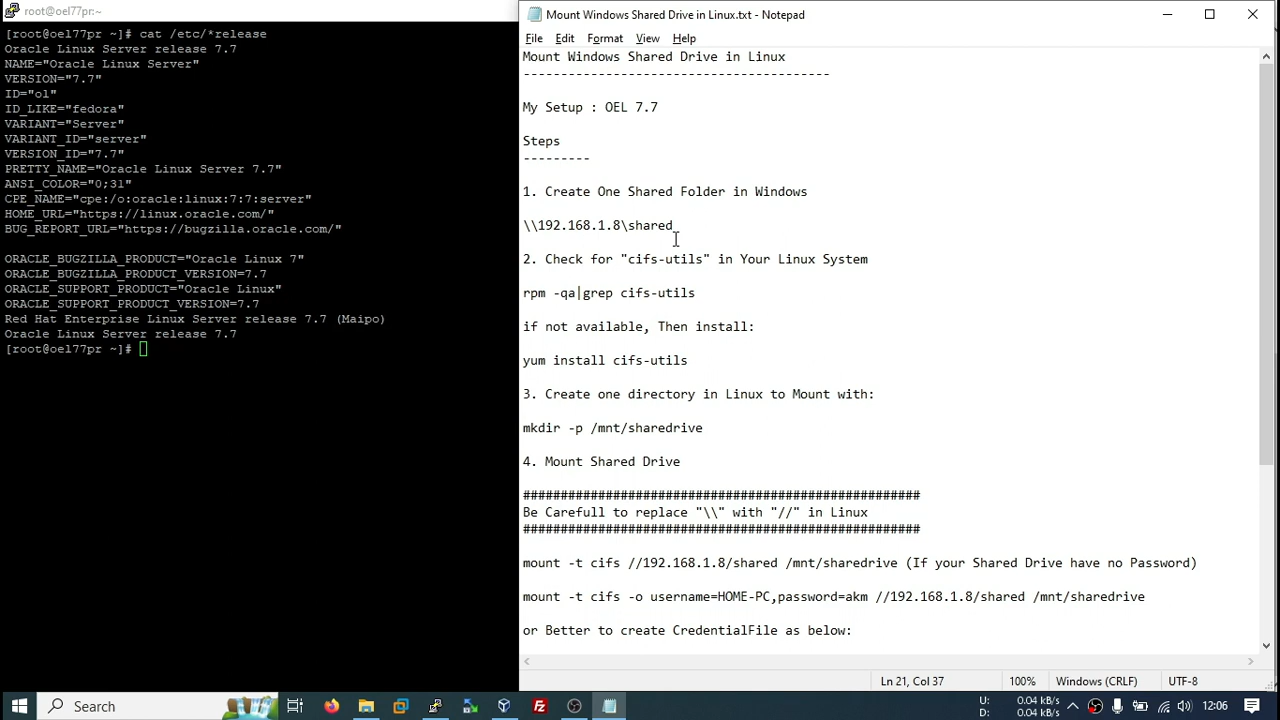 root@oel77pr:~
[root@oel77pr ~]# cat /etc/*release
Oracle Linux Server release 7.7
NAME="Oracle Linux Server"
VERSION="7.7"
ID="ol"
ID_LIKE="fedora"
VARIANT="Server"
VARIANT_ID="server"
VERSION_ID="7.7"
PRETTY_NAME="Oracle Linux Server 7.7"
ANSI_COLOR="0;31"
CPE_NAME="cpe:/o:oracle:linux:7:7:server"
HOME_URL="https://linux.oracle.com/"
BUG_REPORT_URL="https://bugzilla.oracle.com/"
ORACLE_BUGZILLA_PRODUCT="Oracle Linux 7"
ORACLE_BUGZILLA_PRODUCT_VERSION=7.7
ORACLE_SUPPORT_PRODUCT="Oracle Linux"
ORACLE_SUPPORT_PRODUCT_VERSION=7.7
Red Hat Enterprise Linux Server release 7.7 (Maipo)
Oracle Linux Server release 7.7
[root@oel77pr ~]#
Mount Windows Shared Drive in Linux.txt - Notepad
File Edit Format View Help
Mount Windows Shared Drive in Linux
-----------------------------------------
My Setup : OEL 7.7
Steps
---------
1. Create One Shared Folder in Windows
\\192.168.1.8\shared
2. Check for "cifs-utils" in Your Linux System
rpm -qa|grep cifs-utils
if not available, Then install:
yum install cifs-utils
3. Create one directory in Linux to Mount with:
mkdir -p /mnt/sharedrive
4. Mount Shared Drive
#####################################################
Be Carefull to replace "\\" with "//" in Linux
#####################################################
mount -t cifs //192.168.1.8/shared /mnt/sharedrive (If your Shared Drive have no Password)
mount -t cifs -o username=HOME-PC,password=akm //192.168.1.8/shared /mnt/sharedrive
or Better to create CredentialFile as below:
Ln 21, Col 37 100% Windows (CRLF) UTF-8
Search
U: 0.04 kB/s
D: 0.04 kB/s
12:06